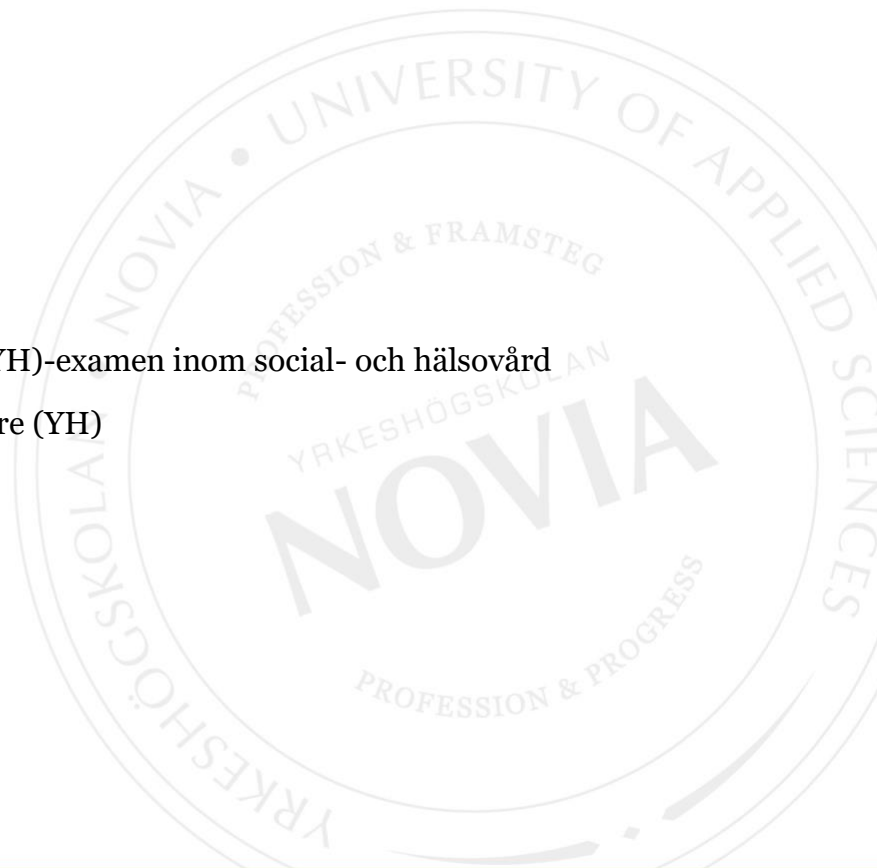 YRKESHÖGSKOLAN • NOVIA • UNIVERSITY OF APPLIED SCIENCES
PROFESSION & FRAMSTEG
YH)-examen inom social- och hälsovård
re (YH)
YRKESHÖGSKOLAN
NOVIA
PROFESSION & PROGRESS